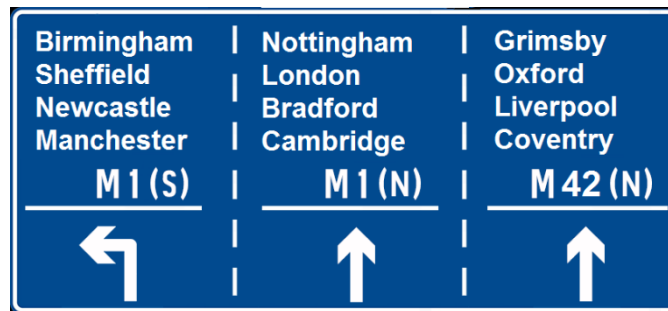 Birmingham
Sheffield
Newcastle
Manchester
M1(S)
Nottingham
London
Bradford
Cambridge
M1(N)
Grimsby
Oxford
Liverpool
Coventry
M42(N)